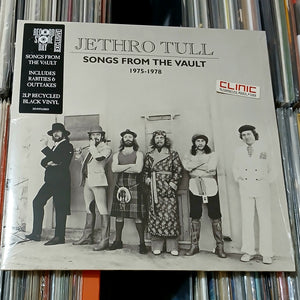 RECORD
STORE
DAY
JETHRO TULL
SONGS FROM THE VAULT
1975-1978
SONGS FROM
THE VAULT
INCLUDES
RARITIES &
OUTTAKES
2LP RECYCLED
BLACK VINYL
CLINIC